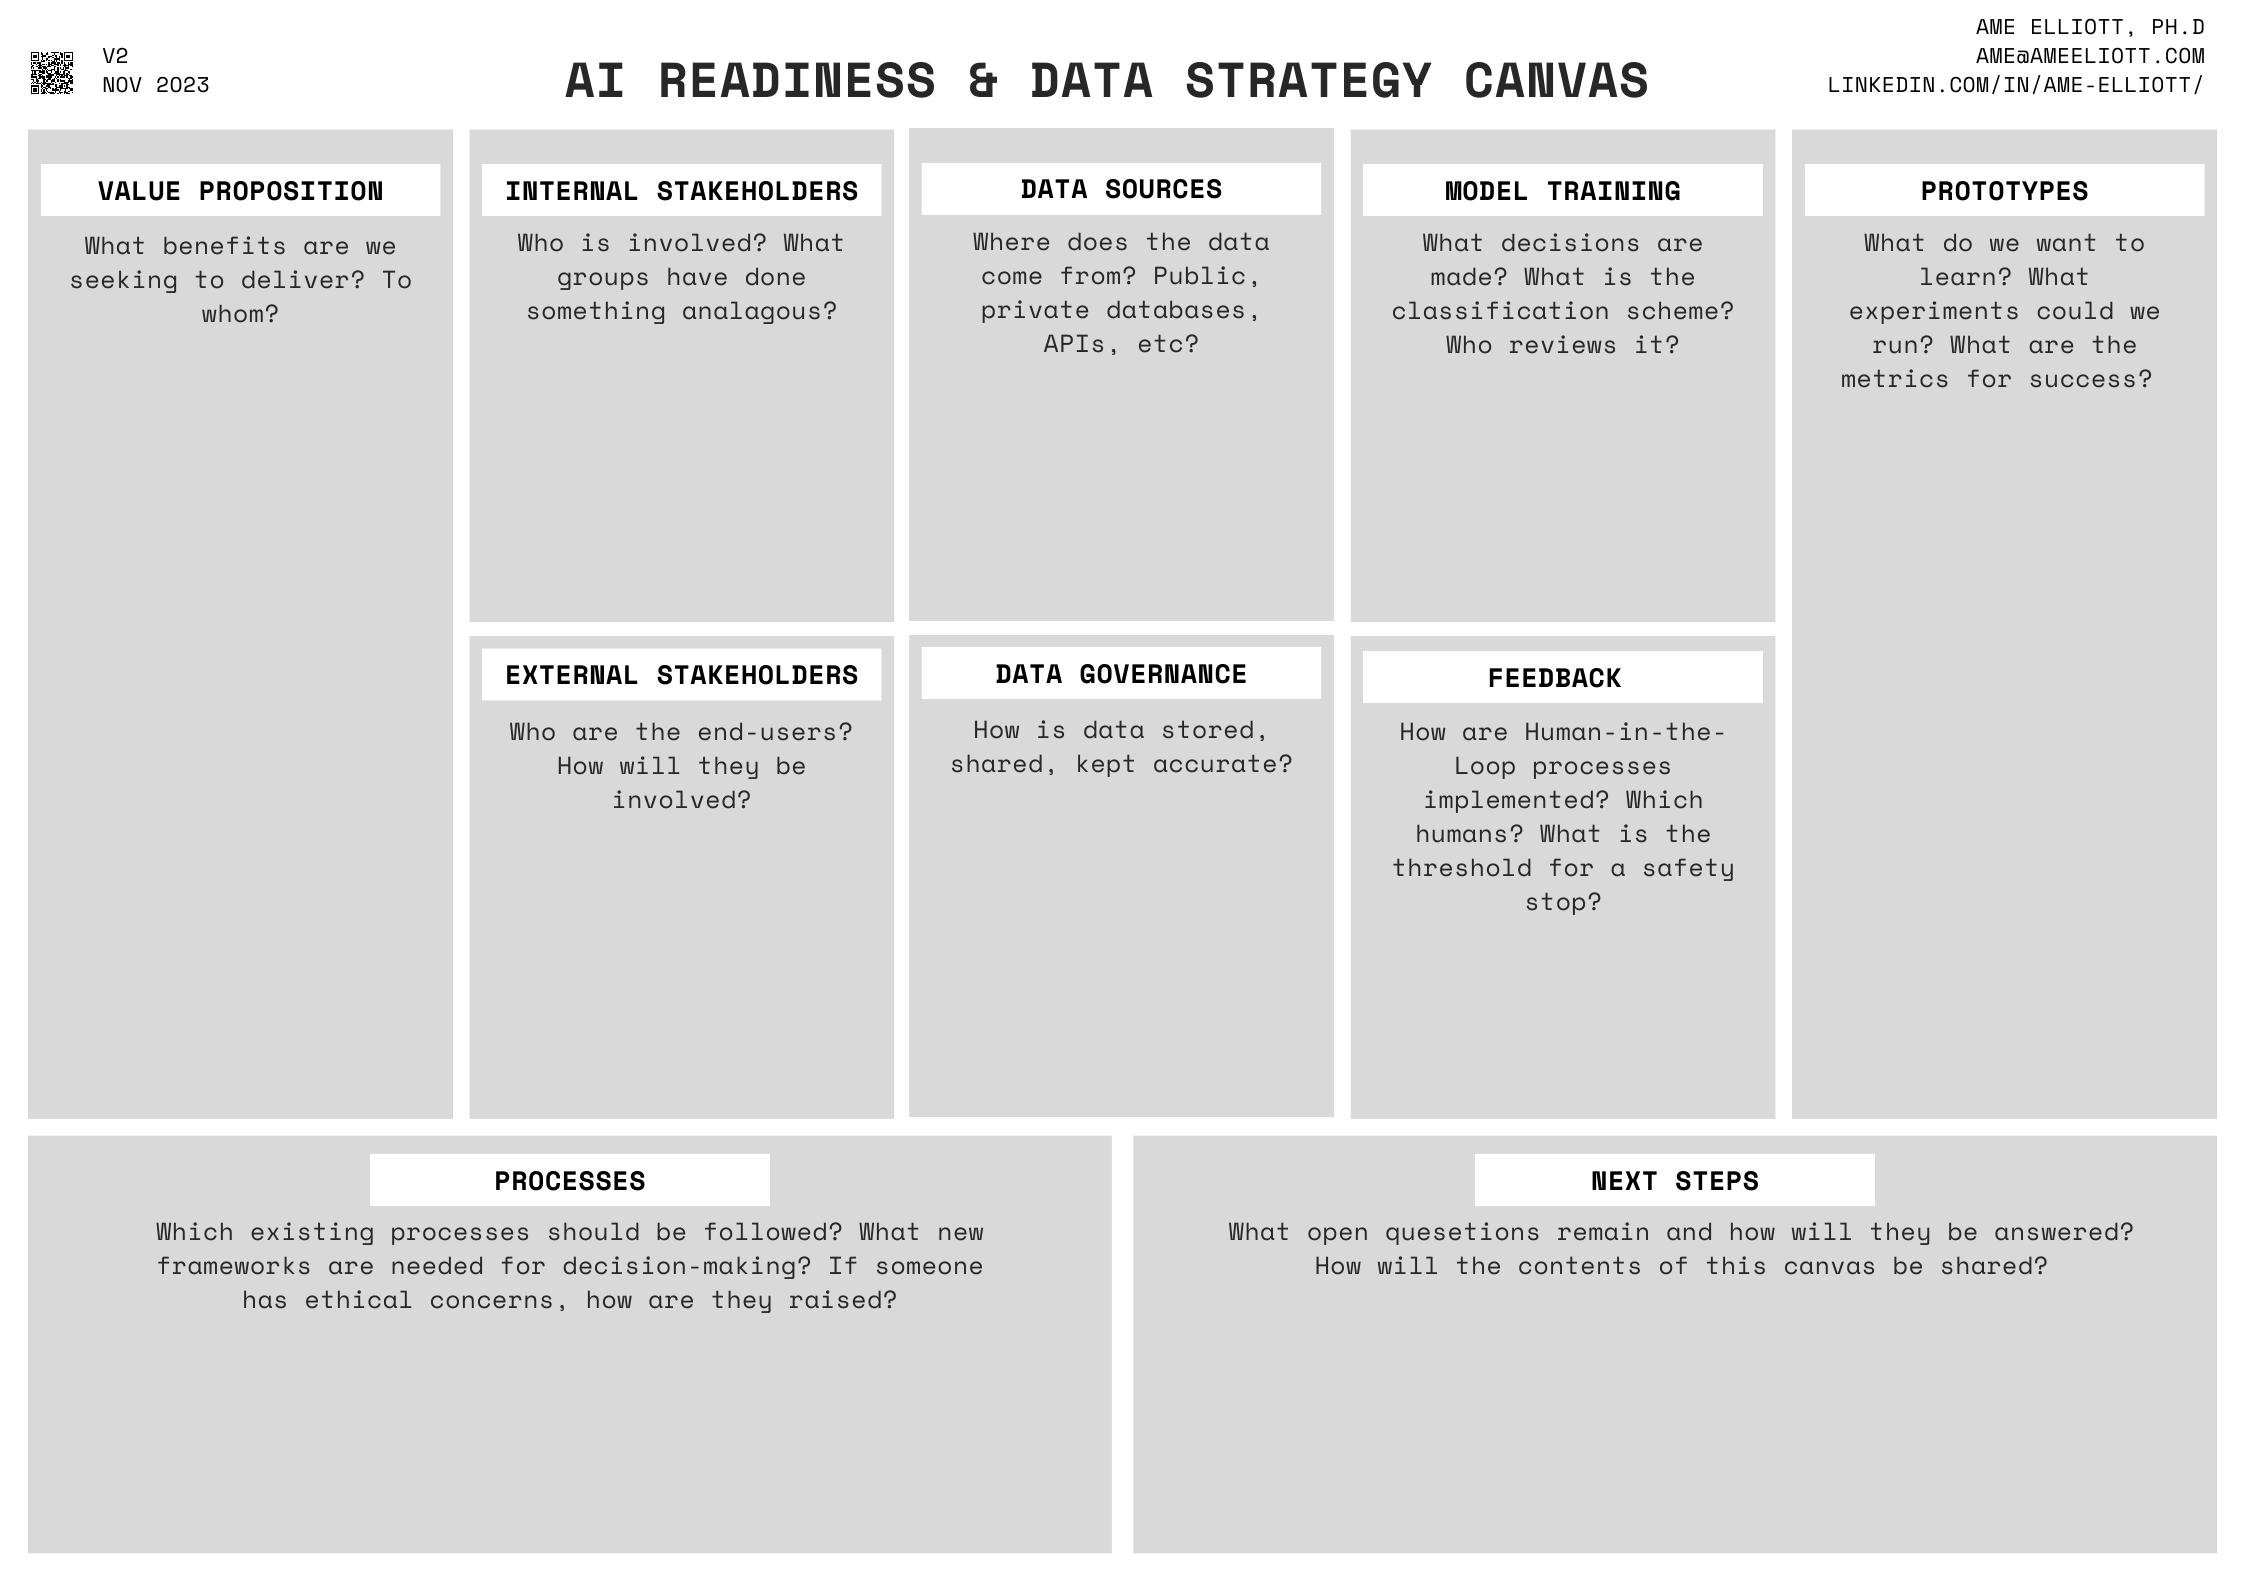 V2
NOV 2023
AI READINESS & DATA STRATEGY CANVAS
AME ELLIOTT, PH.D
AME@AMEELIOTT.COM
LINKEDIN.COM/IN/AME-ELLIOTT/
VALUE PROPOSITION
What benefits are we
seeking to deliver? To
whom?
INTERNAL STAKEHOLDERS
Who is involved? What
groups have done
something analagous?
EXTERNAL STAKEHOLDERS
Who are the end-users?
How will they be
involved?
DATA SOURCES
Where does the data
come from? Public,
private databases,
APIs, etc?
DATA GOVERNANCE
How is data stored,
shared, kept accurate?
MODEL TRAINING
What decisions are
made? What is the
classification scheme?
Who reviews it?
FEEDBACK
How are Human-in-the-
Loop processes
implemented? Which
humans? What is the
threshold for a safety
stop?
PROTOTYPES
What do we want to
learn? What
experiments could we
run? What are the
metrics for success?
PROCESSES
Which existing processes should be followed? What new
frameworks are needed for decision-making? If someone
has ethical concerns, how are they raised?
NEXT STEPS
What open quesetions remain and how will they be answered?
How will the contents of this canvas be shared?